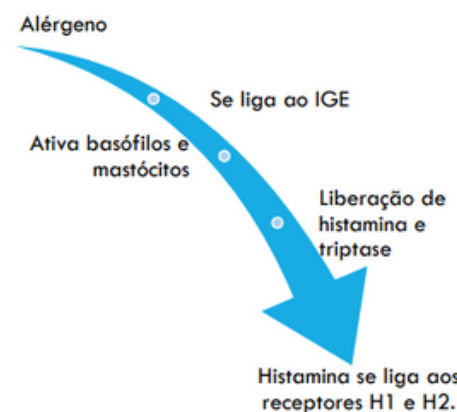 Alérgeno
Se liga ao IGE
Ativa basófilos e
mastócitos
Liberação de
histamina e
triptase
Histamina se liga aos
receptores H1 e H2.